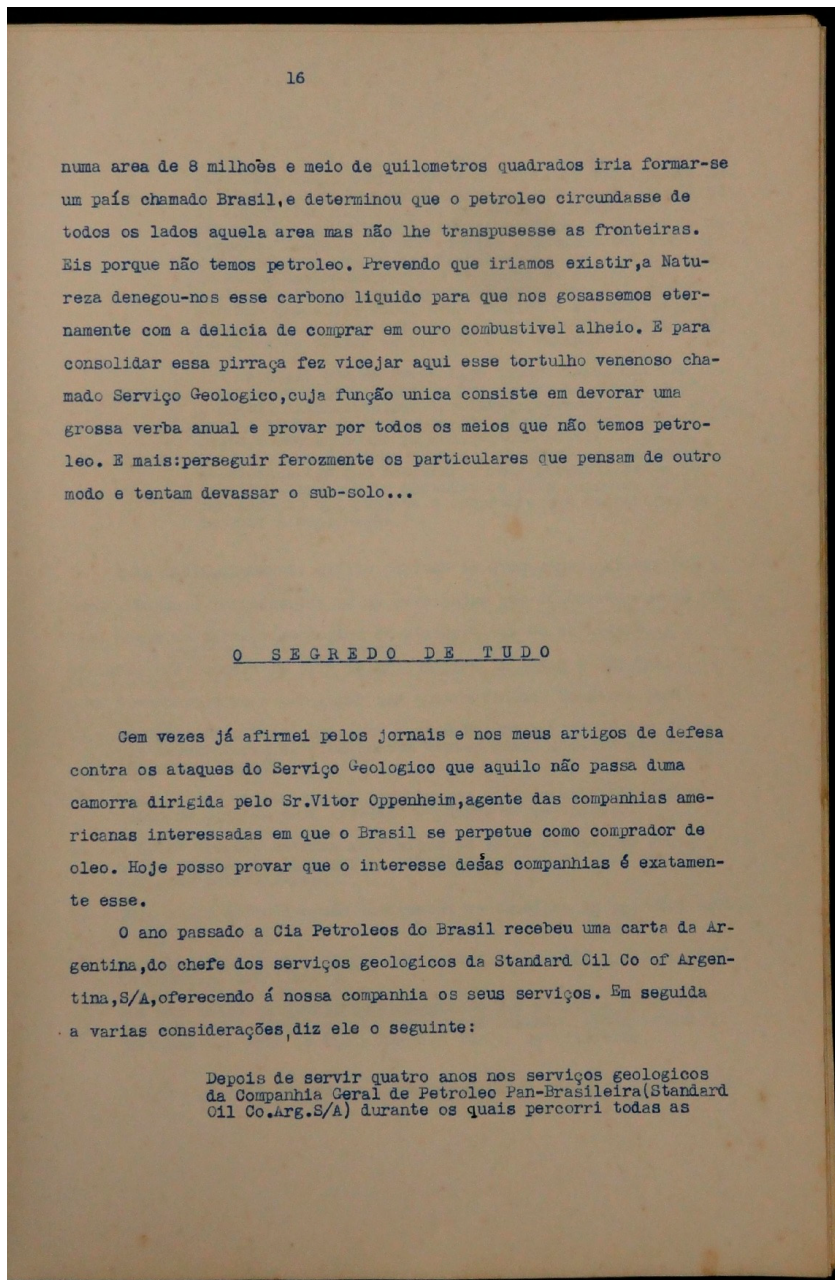 16
numa area de 8 milhoēs e meio de quilometros quadrados iria formar-se
um país chamado Brasil,e determinou que o petroleo circundasse de
todos os lados aquela area mas não lhe transpusesse as fronteiras.
Eis porque não temos petroleo. Prevendo que iriamos existir,a Natu-
reza denegou-nos esse carbono liquido para que nos gosassemos eter-
namente com a delicia de comprar em ouro combustivel alheio. E para
consolidar essa pirraça fez vicejar aqui esse tortulho venenoso cha-
mado Serviço Geologico,cuja função unica consiste em devorar uma
grossa verba anual e provar por todos os meios que não temos petro-
leo. E mais:perseguir ferozmente os particulares que pensam de outro
modo e tentam devassar o sub-solo...
O SEGREDO DE TUDO
Cem vezes já afirmei pelos jornais e nos meus artigos de defesa
contra os ataques do Serviço Geologico que aquilo não passa duma
camorra dirigida pelo Sr.Vitor Oppenheim,agente das companhias ame-
ricanas interessadas em que o Brasil se perpetue como comprador de
oleo. Hoje posso provar que o interesse dessas companhias é exatamen-
te esse.
O ano passado a Cia Petroleos do Brasil recebeu uma carta da Ar-
gentina,do chefe dos serviços geologicos da Standard Oil Co of Argen-
tina,S/A,oferecendo á nossa companhia os seus serviços. Em seguida
a varias considerações,diz ele o seguinte:
Depois de servir quatro anos nos serviços geologicos
da Companhia Geral de Petroleo Pan-Brasileira(Standard
Oil Co.Arg.S/A) durante os quais percorri todas as